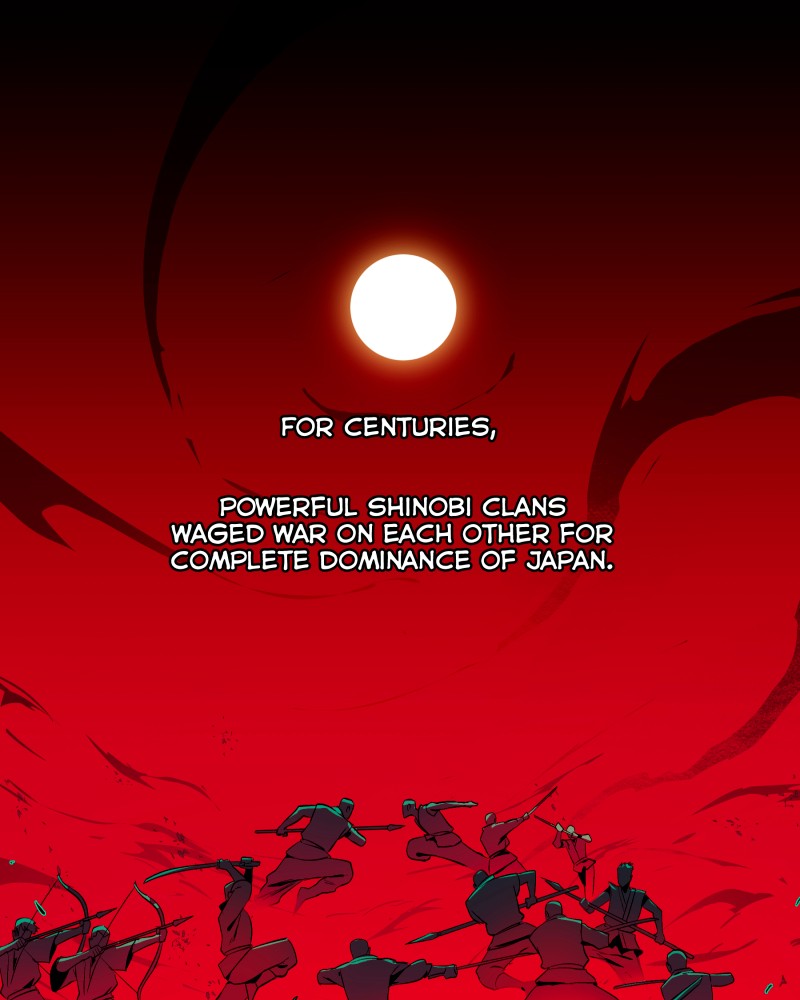 FOR CENTURIES,
POWERFUL SHINOBI CLANS
WAGED WAR ON EACH OTHER FOR
COMPLETE DOMINANCE OF JAPAN.